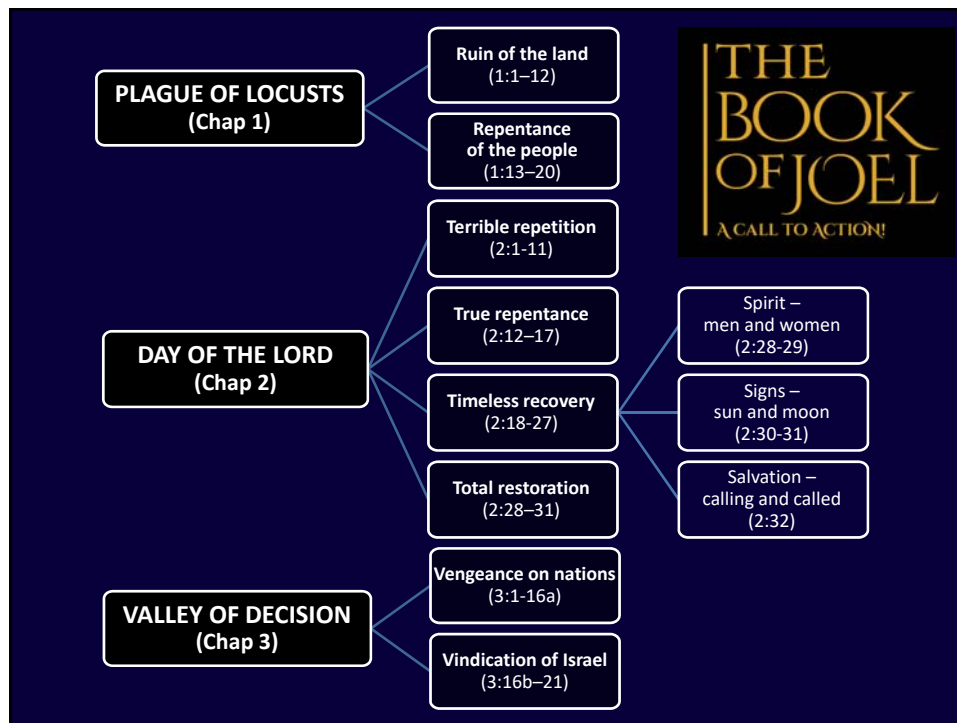 PLAGUE OF LOCUSTS
(Chap 1)
Ruin of the land
(1:1–12)
Repentance
of the people
(1:13–20)
THE
BOOK
OF JOEL
A CALL TO ACTION!
DAY OF THE LORD
(Chap 2)
Terrible repetition
(2:1-11)
True repentance
(2:12–17)
Timeless recovery
(2:18-27)
Total restoration
(2:28–31)
Spirit –
men and women
(2:28-29)
Signs –
sun and moon
(2:30-31)
Salvation –
calling and called
(2:32)
VALLEY OF DECISION
(Chap 3)
Vengeance on nations
(3:1-16a)
Vindication of Israel
(3:16b–21)